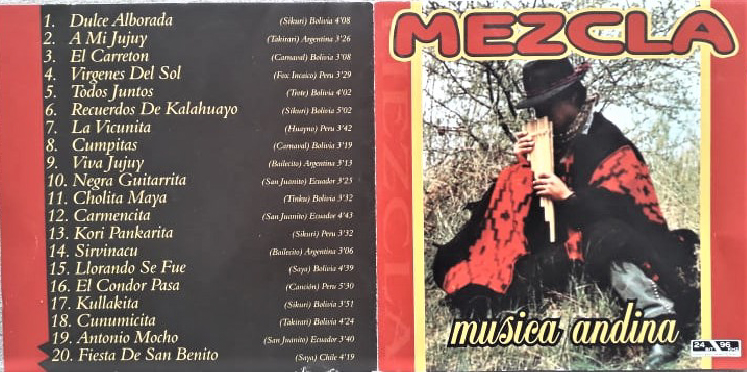 1. Dulce Alborada (Sikuri) Bolivia 4'08
2. A Mi Jujuy (Takirari) Argentina 3'26
3. El Carreton (Carnaval) Bolivia 3'08
4. Virgenes Del Sol (Fox Incaico) Peru 3'29
5. Todos Juntos (Trote) Bolivia 4'02
6. Recuerdos De Kalahuayo (Sikuri) Bolivia 5'02
7. La Vicunita (Huayno) Peru 3'42
8. Cumpitas (Carnaval) Bolivia 3'19
9. Viva Jujuy (Bailecito) Argentina 3'13
10. Negra Guitarrita (San Juanito) Ecuador 3'25
11. Cholita Maya (Tinku) Bolivia 3'32
12. Carmencita (San Juanito) Ecuador 4'43
13. Kori Pankarita (Sikuri) Peru 3'32
14. Sirvinacu (Bailecito) Argentina 3'06
15. Llorando Se Fue (Saya) Bolivia 4'39
16. El Condor Pasa (Canción) Peru 5'30
17. Kullakita (Sikuri) Bolivia 3'51
18. Cunumicita (Takirari) Bolivia 4'24
19. Antonio Mocho (San Juanito) Ecuador 3'40
20. Fiesta De San Benito (Saya) Chile 4'19
MEZCLA
MEZCLA
musica andina
24 96
BIT